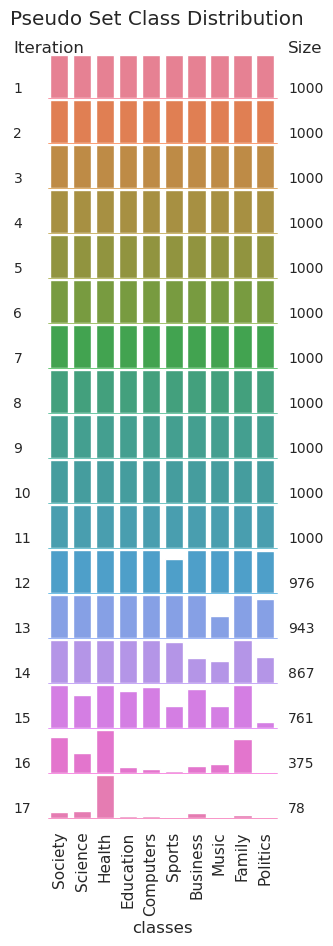 Pseudo Set Class Distribution
Iteration Size
1 1000
2 1000
3 1000
4 1000
5 1000
6 1000
7 1000
8 1000
9 1000
10 1000
11 1000
12 976
13 943
14 867
15 761
16 375
17 78
Society
Science
Health
Education
Computers
Sports
Business
Music
Family
Politics
classes